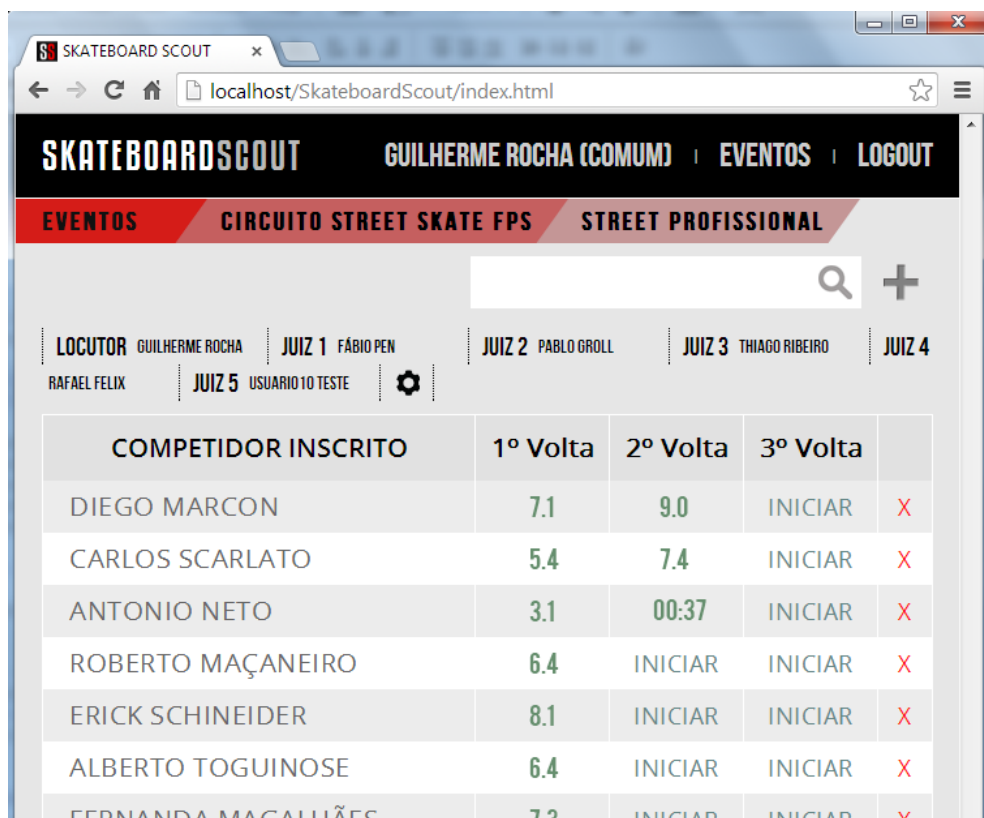 SKATEBOARD SCOUT ×
localhost/SkateboardScout/index.html
SKATEBOARDSCOUT GUILHERME ROCHA (COMUM) | EVENTOS | LOGOUT
EVENTOS CIRCUITO STREET SKATE FPS STREET PROFISSIONAL
LOCUTOR GUILHERME ROCHA JUIZ 1 FÁBIO PEN JUIZ 2 PABLO GROLL JUIZ 3 THIAGO RIBEIRO JUIZ 4
RAFAEL FELIX JUIZ 5 USUARIO10 TESTE
COMPETIDOR INSCRITO 1º Volta 2º Volta 3º Volta
DIEGO MARCON 7.1 9.0 INICIAR X
CARLOS SCARLATO 5.4 7.4 INICIAR X
ANTONIO NETO 3.1 00:37 INICIAR X
ROBERTO MAÇANEIRO 6.4 INICIAR INICIAR X
ERICK SCHINEIDER 8.1 INICIAR INICIAR X
ALBERTO TOGUINOSE 6.4 INICIAR INICIAR X
FERNANDA MAGALHÃES INICIAR INICIAR X